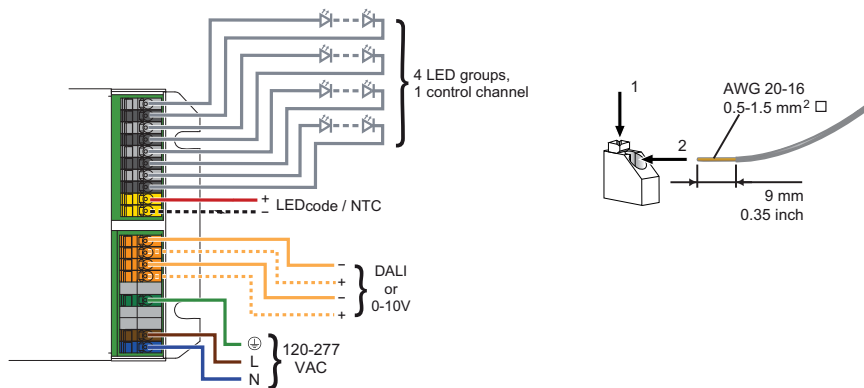 4 LED groups,
1 control channel
+
LEDcode / NTC
–
–
+
–
+
DALI
or
0-10V
L
N
120-277
VAC
1
2
AWG 20-16
0.5-1.5 mm² □
9 mm
0.35 inch